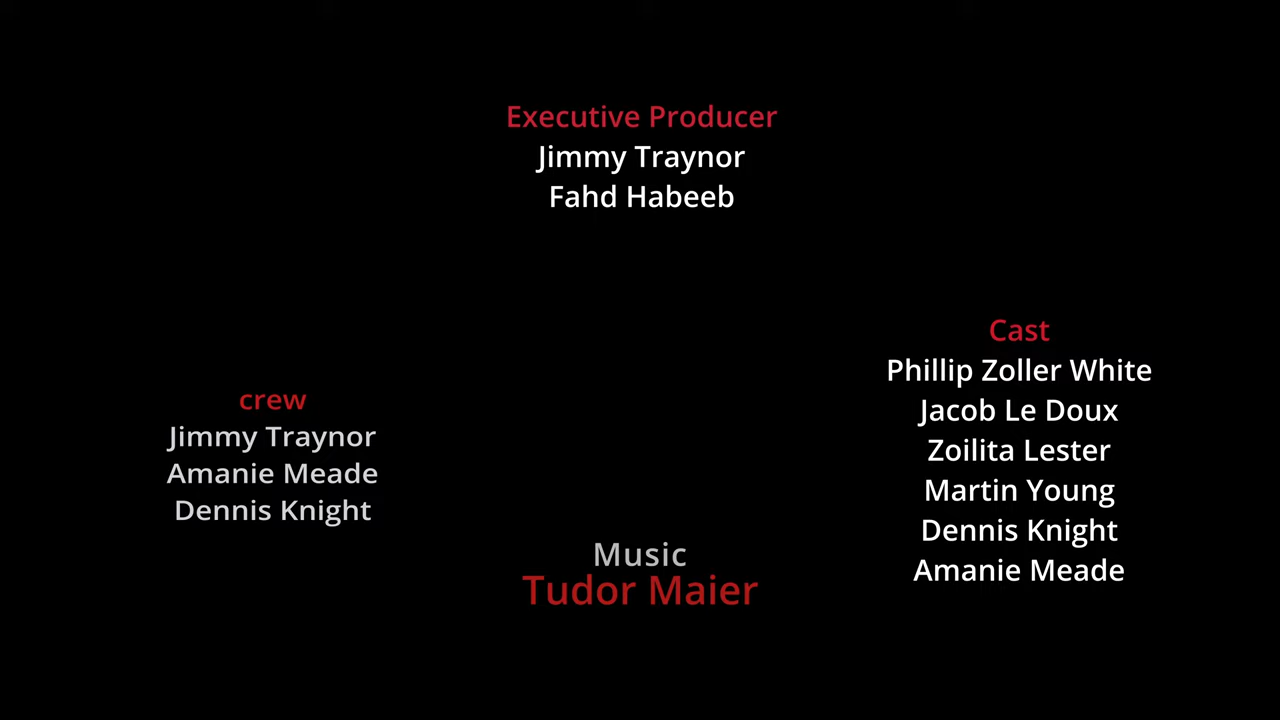 Executive Producer
Jimmy Traynor
Fahd Habeeb
crew
Jimmy Traynor
Amanie Meade
Dennis Knight
Music
Tudor Maier
Cast
Phillip Zoller White
Jacob Le Doux
Zoilita Lester
Martin Young
Dennis Knight
Amanie Meade